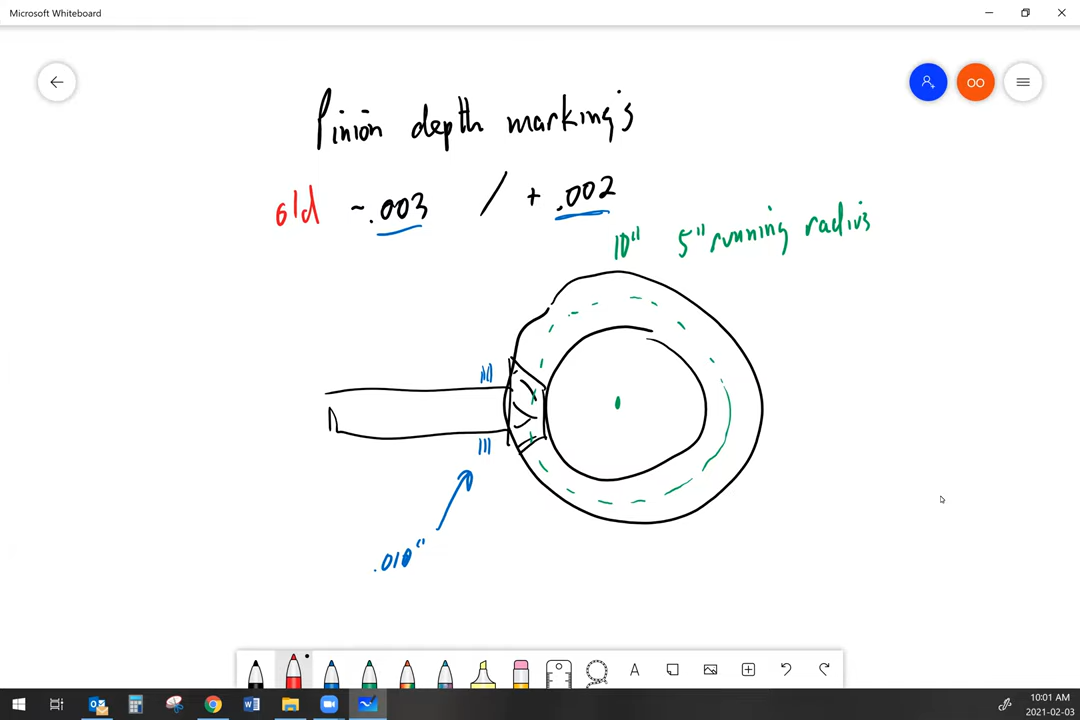 Microsoft Whiteboard
Pinion depth marking's
old - .003 / + .002
10" 5" running radius
.010"
A
10:01 AM
2021-02-03